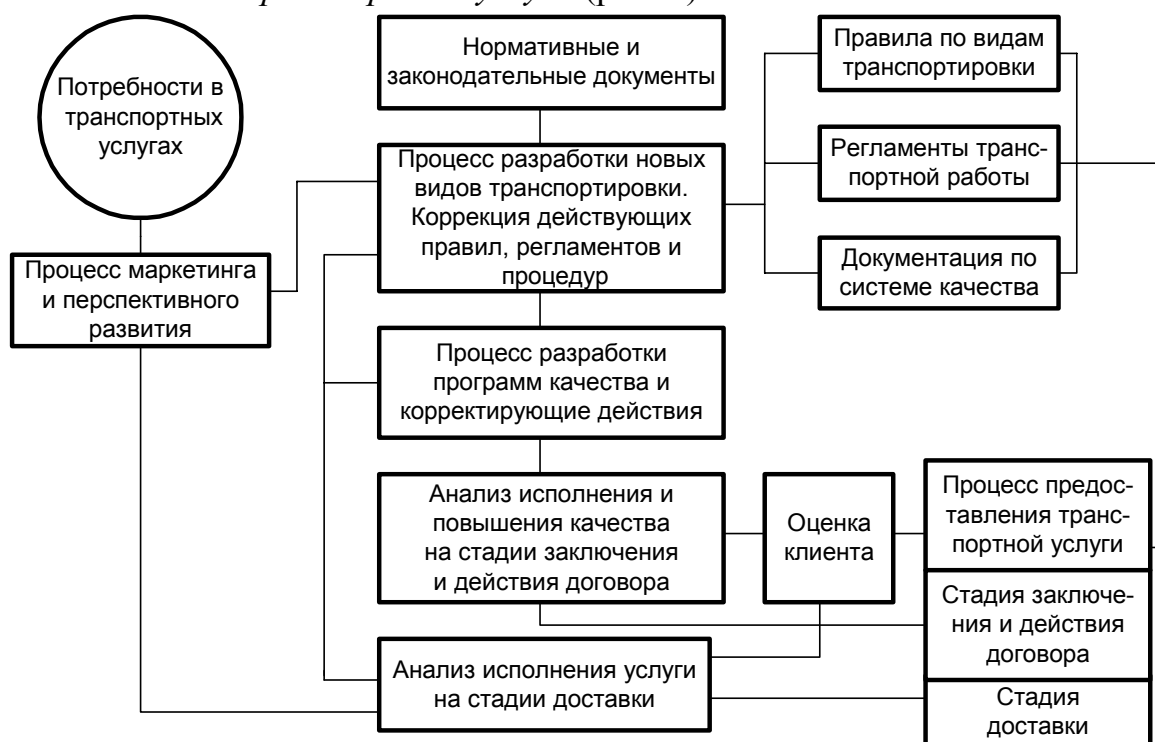 Нормативные и
законодательные документы
Правила по видам
транспортировки
Потребности в
транспортных
услугах
Процесс разработки новых
видов транспортировки.
Коррекция действующих
правил, регламентов и
процедур
Регламенты транс-
портной работы
Процесс маркетинга
и перспективного
развития
Документация по
системе качества
Процесс разработки
программ качества и
корректирующие действия
Анализ исполнения и
повышения качества
на стадии заключения
и действия договора
Оценка
клиента
Процесс предос-
тавления транс-
портной услуги
Стадия заключе-
ния и действия
договора
Анализ исполнения услуги
на стадии доставки
Стадия
доставки